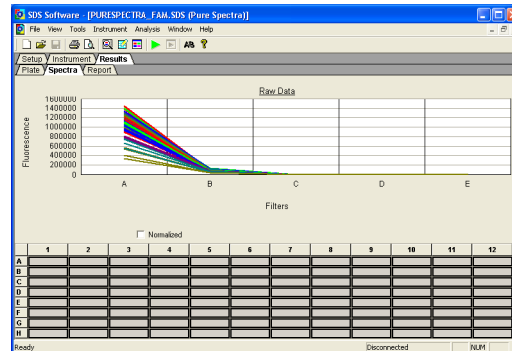 SDS Software - [PURESPECTRA_FAM.SDS (Pure Spectra)]
File View Tools Instrument Analysis Window Help
Setup Instrument Results
Plate Spectra Report
Raw Data
1600000
1400000
1200000
1000000
800000
600000
400000
200000
0
Fluorescence
A B C D E
Filters
Normalized
1 2 3 4 5 6 7 8 9 10 11 12
A
B
C
D
E
F
G
H
Ready Disconnected NUM